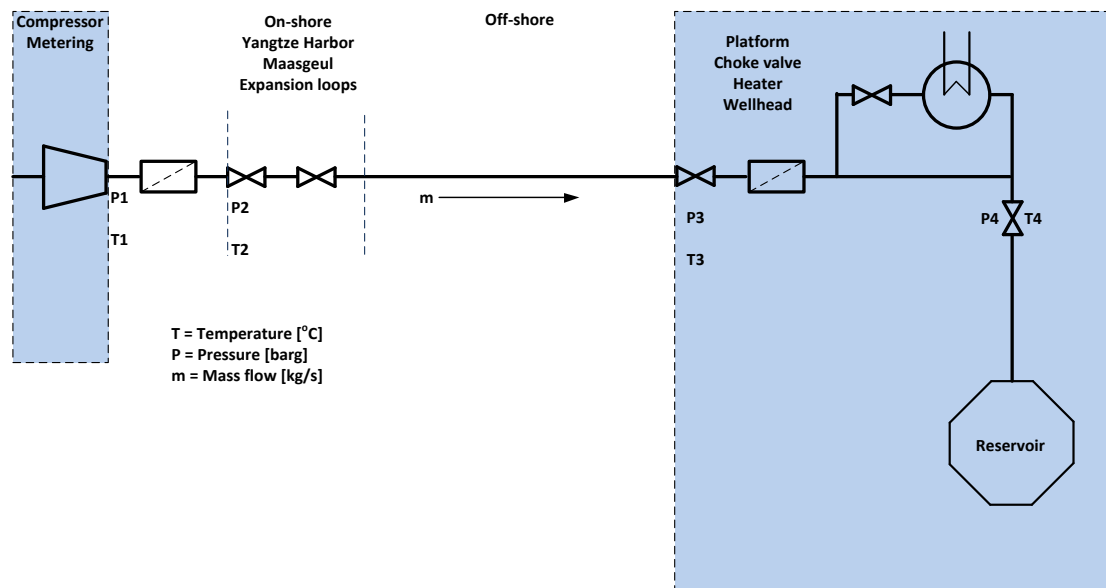 Compressor
Metering
On-shore
Yangtze Harbor
Maasgeul
Expansion loops
Off-shore
Platform
Choke valve
Heater
Wellhead
P1
T1
P2
T2
m
P3
T3
P4
T4
T = Temperature [°C]
P = Pressure [barg]
m = Mass flow [kg/s]
Reservoir